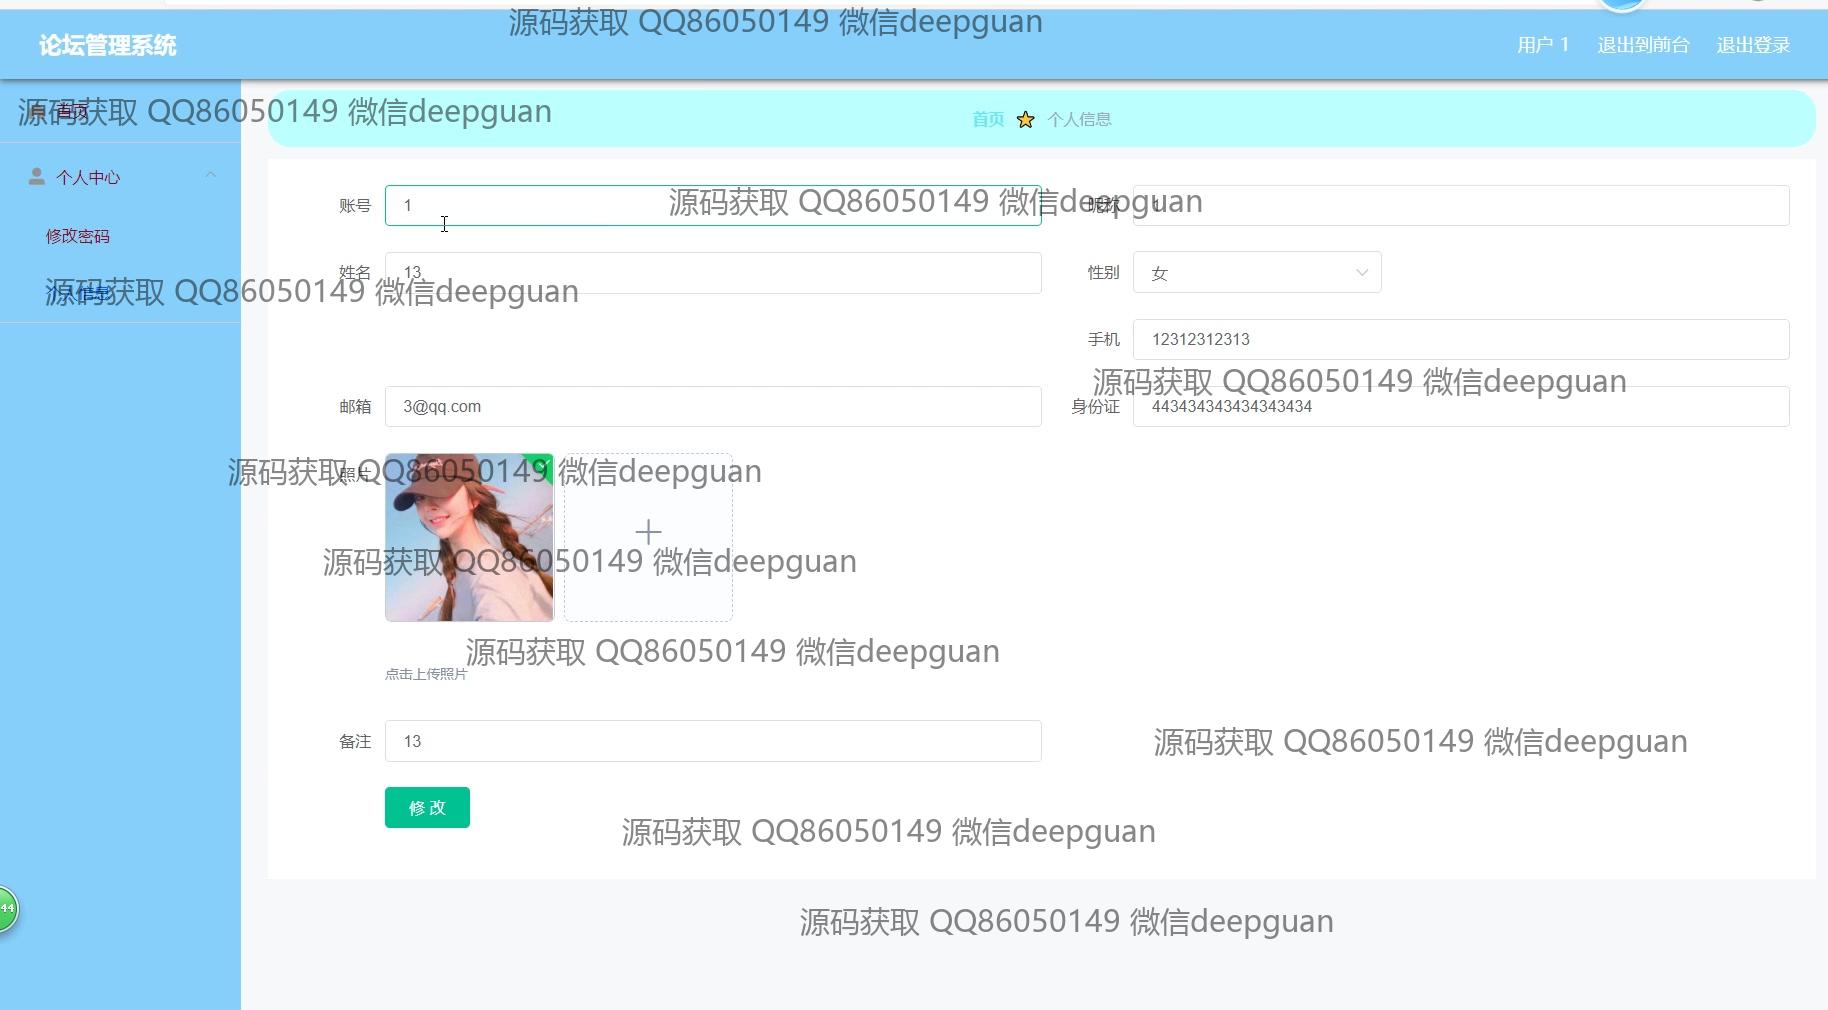 源码获取 QQ86050149 微信deepguan
论坛管理系统
用户 1
退出到前台
退出登录
源码获取 QQ86050149 微信deepguan
首页
首页
个人信息
个人中心
账号
1
源码获取 QQ86050149 微信deepguan
昵称
1
修改密码
姓名
13
性别
女
个人信息
源码获取 QQ86050149 微信deepguan
手机
12312312313
源码获取 QQ86050149 微信deepguan
邮箱
3@qq.com
身份证
443434343434343434
照片
源码获取 QQ86050149 微信deepguan
源码获取 QQ86050149 微信deepguan
源码获取 QQ86050149 微信deepguan
点击上传照片
备注
13
源码获取 QQ86050149 微信deepguan
修 改
源码获取 QQ86050149 微信deepguan
44
源码获取 QQ86050149 微信deepguan